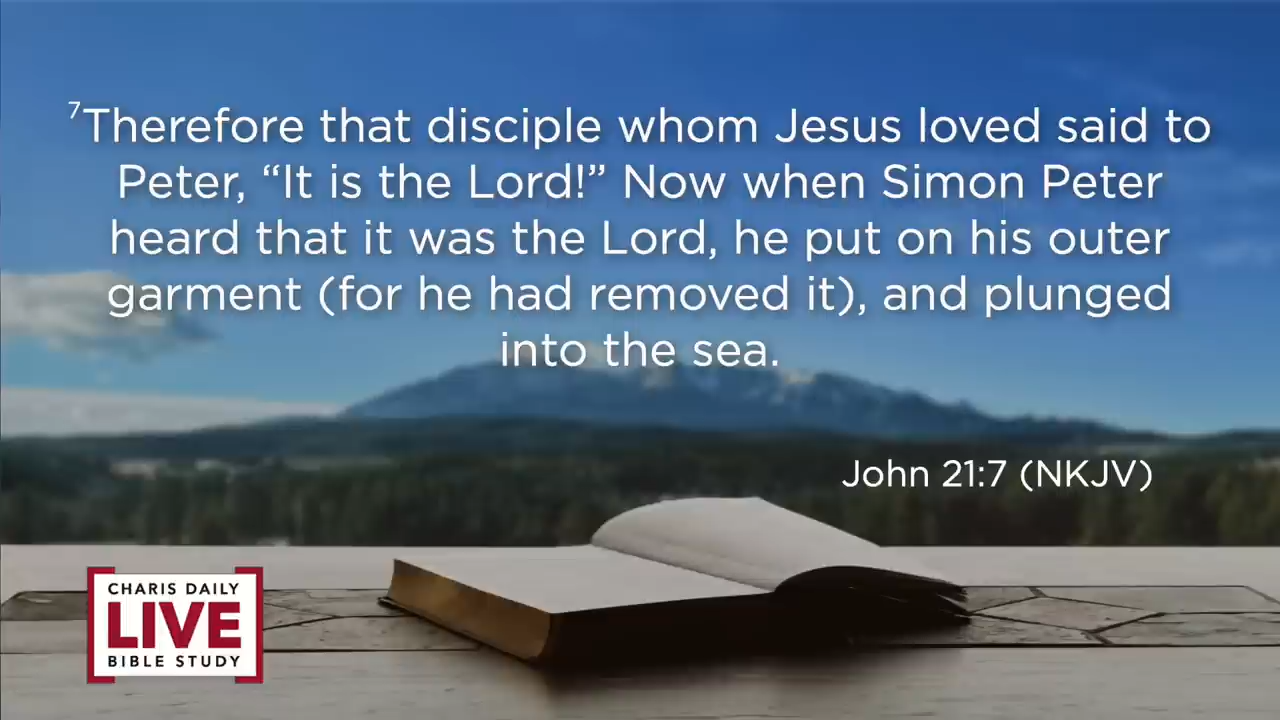 ⁷Therefore that disciple whom Jesus loved said to
Peter, “It is the Lord!” Now when Simon Peter
heard that it was the Lord, he put on his outer
garment (for he had removed it), and plunged
into the sea.
John 21:7 (NKJV)
CHARIS DAILY
LIVE
BIBLE STUDY